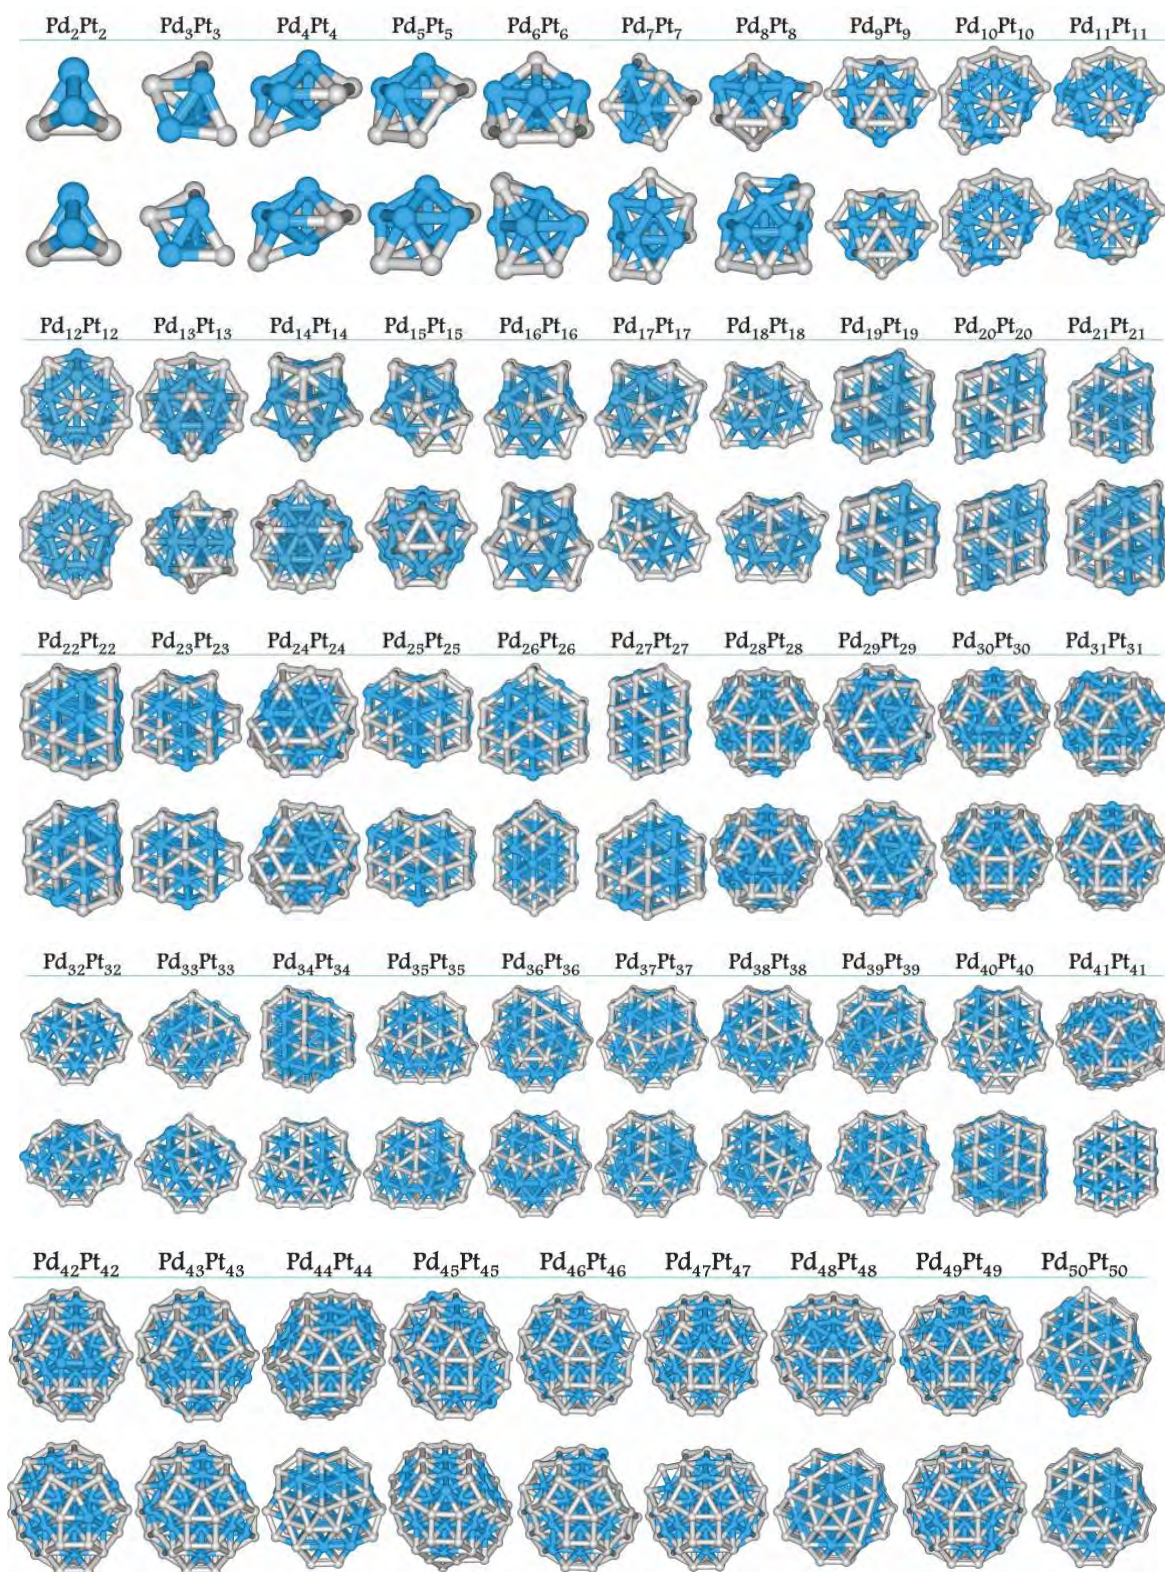 Pd₂Pt₂ Pd₃Pt₃ Pd₄Pt₄ Pd₅Pt₅ Pd₆Pt₆ Pd₇Pt₇ Pd₈Pt₈ Pd₉Pt₉ Pd₁₀Pt₁₀ Pd₁₁Pt₁₁
Pd₁₂Pt₁₂ Pd₁₃Pt₁₃ Pd₁₄Pt₁₄ Pd₁₅Pt₁₅ Pd₁₆Pt₁₆ Pd₁₇Pt₁₇ Pd₁₈Pt₁₈ Pd₁₉Pt₁₉ Pd₂₀Pt₂₀ Pd₂₁Pt₂₁
Pd₂₂Pt₂₂ Pd₂₃Pt₂₃ Pd₂₄Pt₂₄ Pd₂₅Pt₂₅ Pd₂₆Pt₂₆ Pd₂₇Pt₂₇ Pd₂₈Pt₂₈ Pd₂₉Pt₂₉ Pd₃₀Pt₃₀ Pd₃₁Pt₃₁
Pd₃₂Pt₃₂ Pd₃₃Pt₃₃ Pd₃₄Pt₃₄ Pd₃₅Pt₃₅ Pd₃₆Pt₃₆ Pd₃₇Pt₃₇ Pd₃₈Pt₃₈ Pd₃₉Pt₃₉ Pd₄₀Pt₄₀ Pd₄₁Pt₄₁
Pd₄₂Pt₄₂ Pd₄₃Pt₄₃ Pd₄₄Pt₄₄ Pd₄₅Pt₄₅ Pd₄₆Pt₄₆ Pd₄₇Pt₄₇ Pd₄₈Pt₄₈ Pd₄₉Pt₄₉ Pd₅₀Pt₅₀